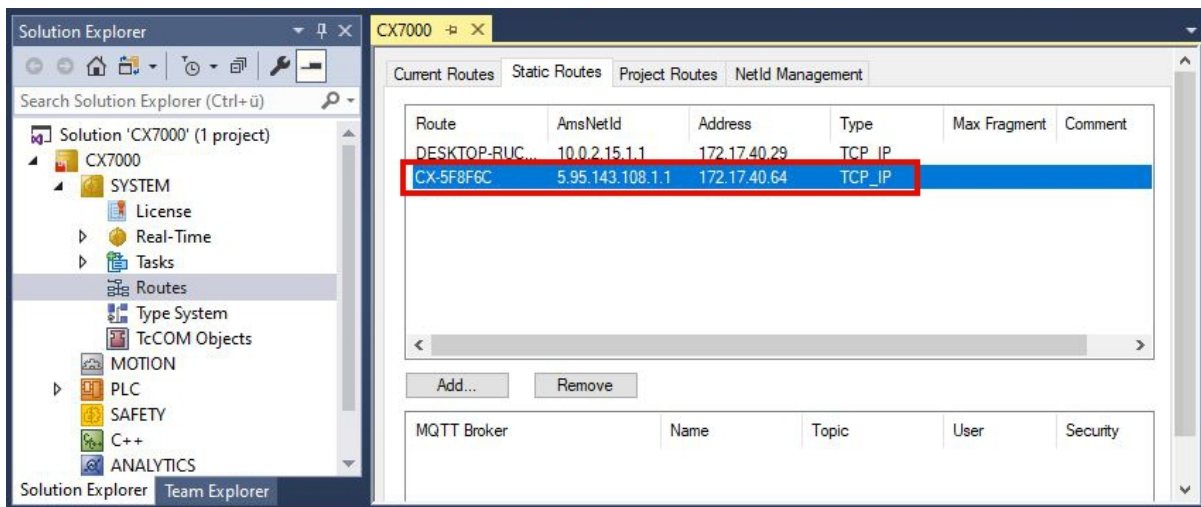 Solution Explorer
Search Solution Explorer (Ctrl+ü)
Solution 'CX7000' (1 project)
CX7000
SYSTEM
License
Real-Time
Tasks
Routes
Type System
TcCOM Objects
MOTION
PLC
SAFETY
C++
ANALYTICS
Solution Explorer Team Explorer
CX7000
Current Routes Static Routes Project Routes NetId Management
Route AmsNetId Address Type Max Fragment Comment
DESKTOP-RUC... 10.0.2.15.1.1 172.17.40.29 TCP_IP
CX-5F8F6C 5.95.143.108.1.1 172.17.40.64 TCP_IP
Add... Remove
MQTT Broker Name Topic User Security